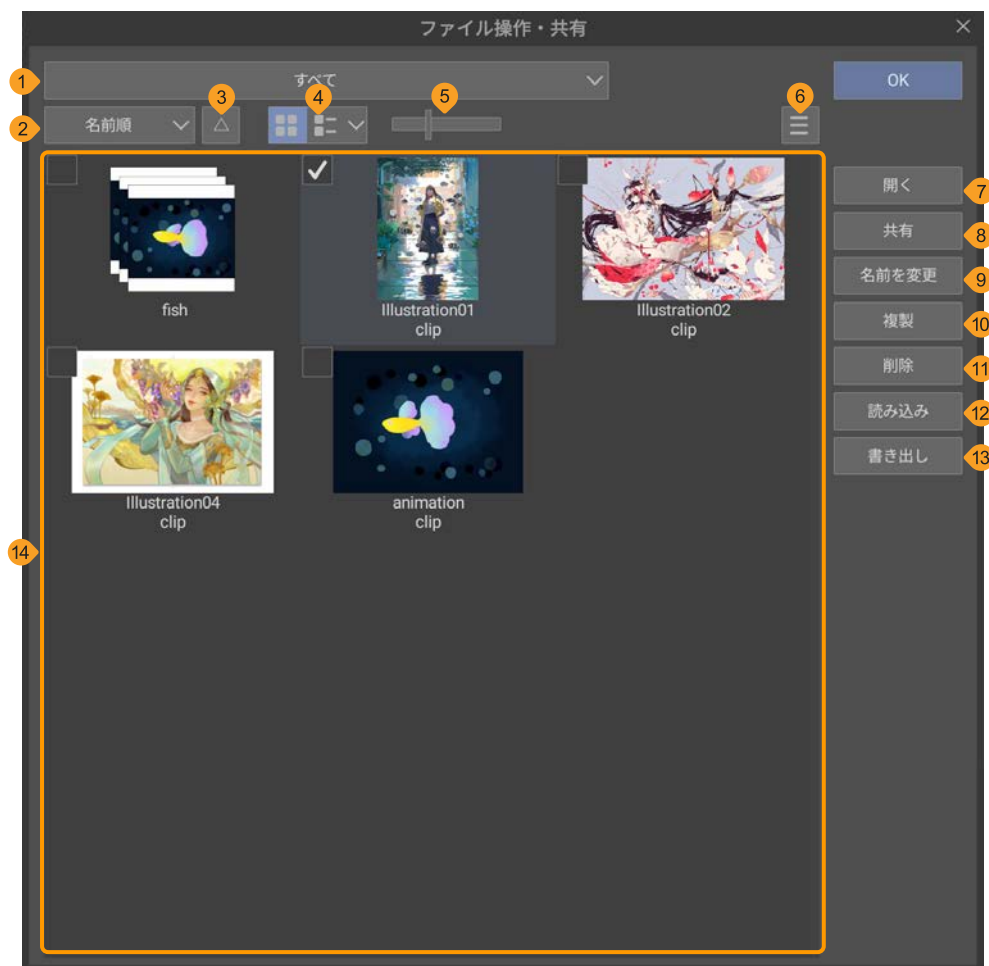 ファイル操作・共有
1
すべて
OK
2
名前順
3
4
5
6
fish
Illustration01
clip
Illustration02
clip
Illustration04
clip
animation
clip
開く
7
共有
8
名前を変更
9
複製
10
削除
11
読み込み
12
書き出し
13
14